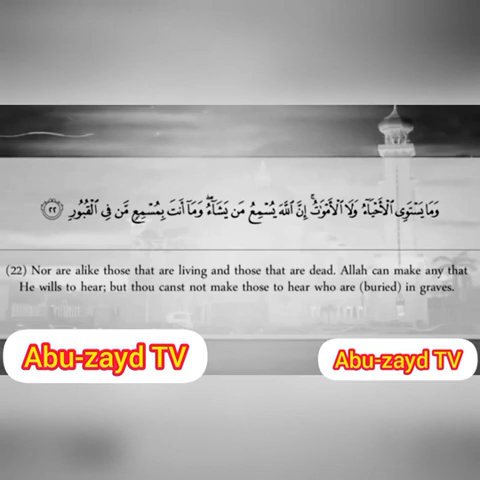 وَمَا يَسْتَوِى ٱلْأَحْيَآءُ وَلَا ٱلْأَمْوَٰتُ ۚ إِنَّ ٱللَّهَ يُسْمِعُ مَن يَشَآءُ ۖ وَمَآ أَنتَ بِمُسْمِعٍ مَّن فِى ٱلْقُبُورِ ٢٢
(22) Nor are alike those that are living and those that are dead. Allah can make any that
He wills to hear; but thou canst not make those to hear who are (buried) in graves.
Abu-zayd TV
Abu-zayd TV